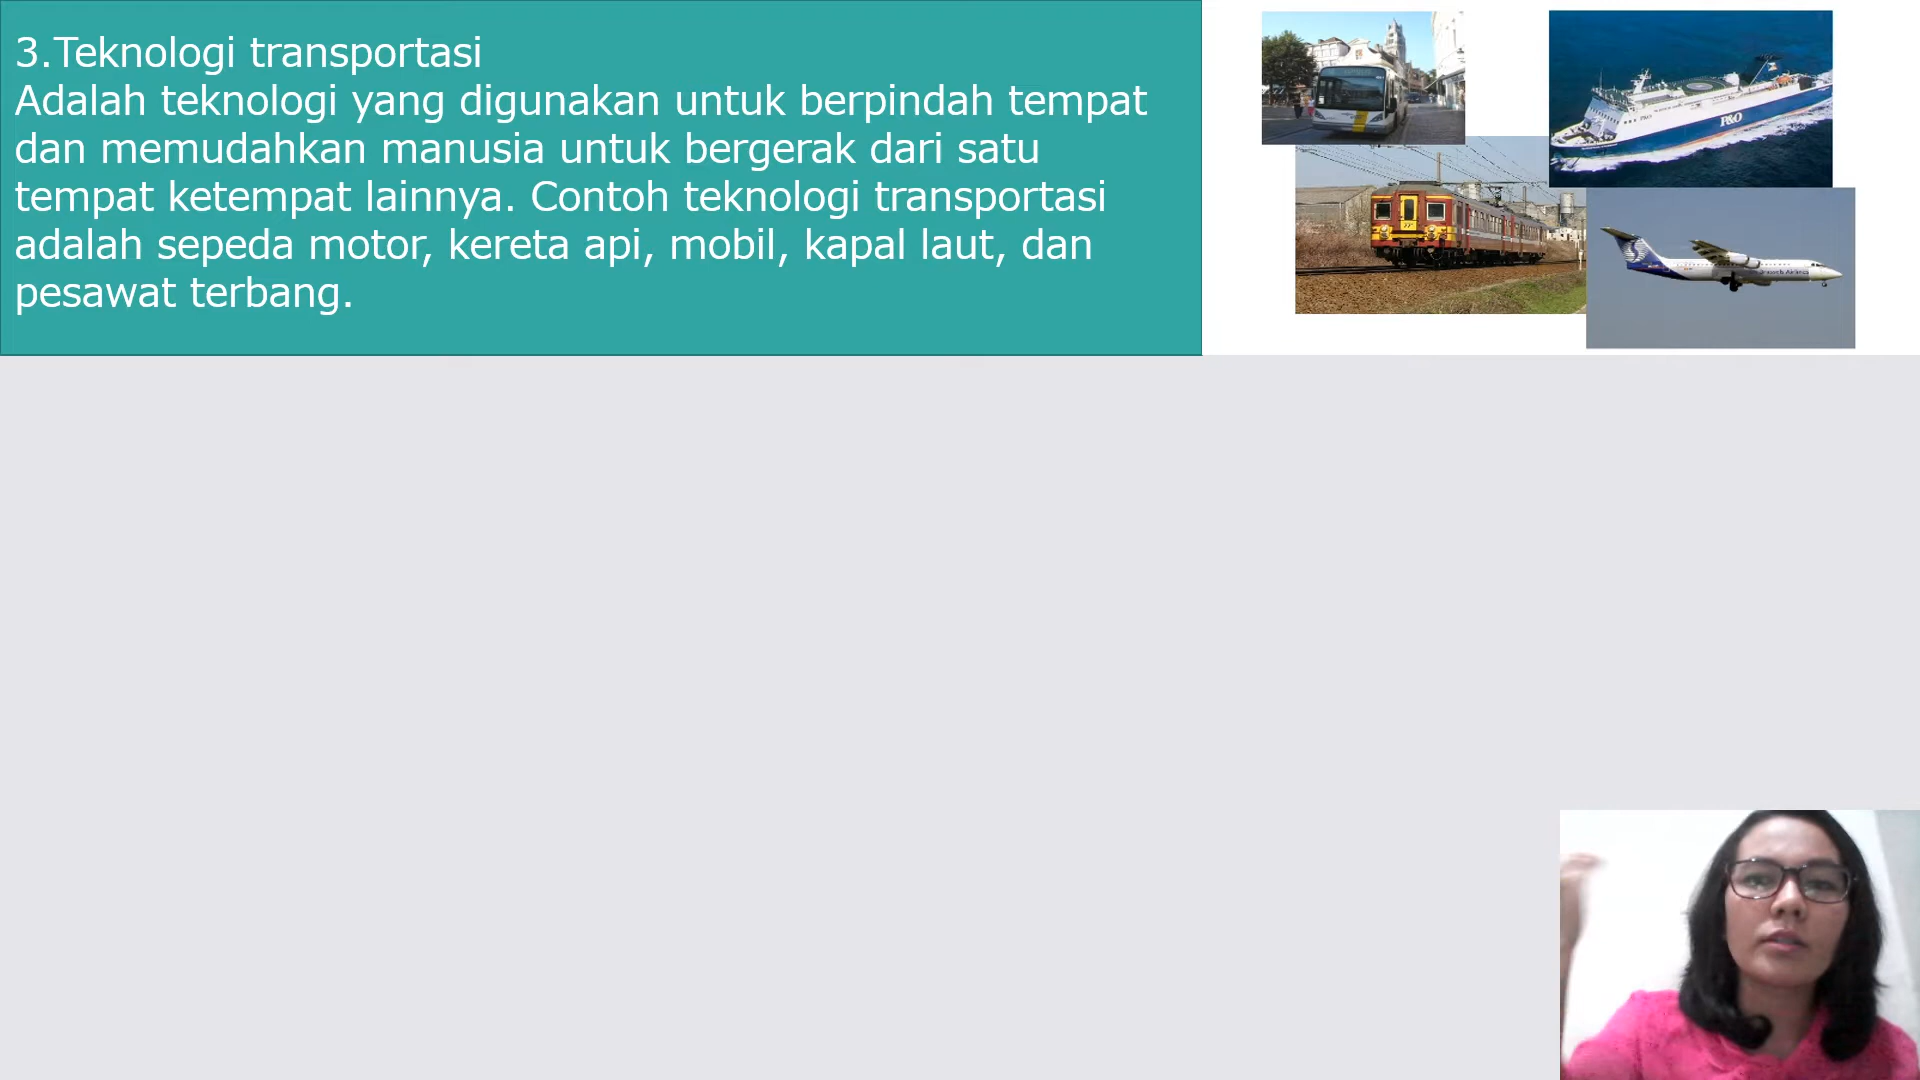 3.Teknologi transportasi
Adalah teknologi yang digunakan untuk berpindah tempat
dan memudahkan manusia untuk bergerak dari satu
tempat ketempat lainnya. Contoh teknologi transportasi
adalah sepeda motor, kereta api, mobil, kapal laut, dan
pesawat terbang.
P&O